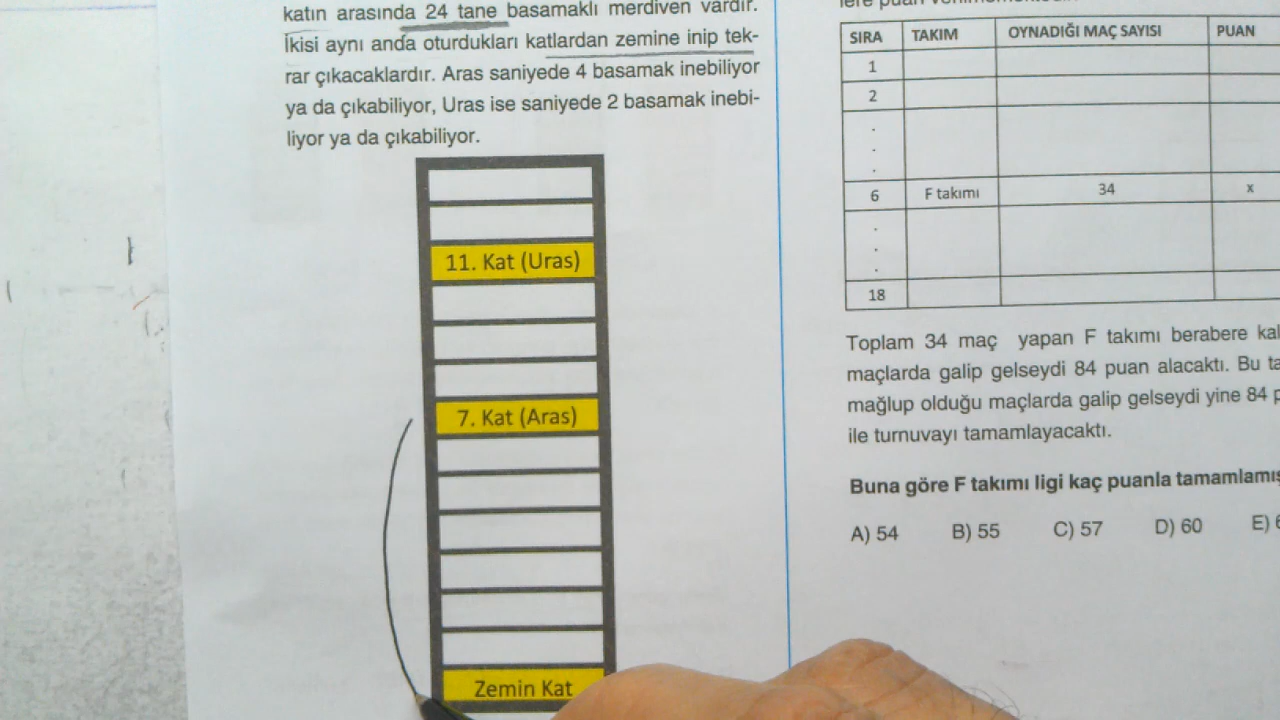 katın arasında 24 tane basamaklı merdiven vardır.
İkisi aynı anda oturdukları katlardan zemine inip tek-
rar çıkacaklardır. Aras saniyede 4 basamak inebiliyor
ya da çıkabiliyor, Uras ise saniyede 2 basamak inebi-
liyor ya da çıkabiliyor.
11. Kat (Uras)
7. Kat (Aras)
Zemin Kat
SIRA TAKIM OYNADIĞI MAÇ SAYISI PUAN
1
2
.
.
.
6 F takımı 34 x
.
.
.
18
Toplam 34 maç yapan F takımı berabere
maçlarda galip gelseydi 84 puan alacaktı. Bu
mağlup olduğu maçlarda galip gelseydi yine 84
ile turnuvayı tamamlayacaktı.
Buna göre F takımı ligi kaç puanla
A) 54 B) 55 C) 57 D) 60 E)